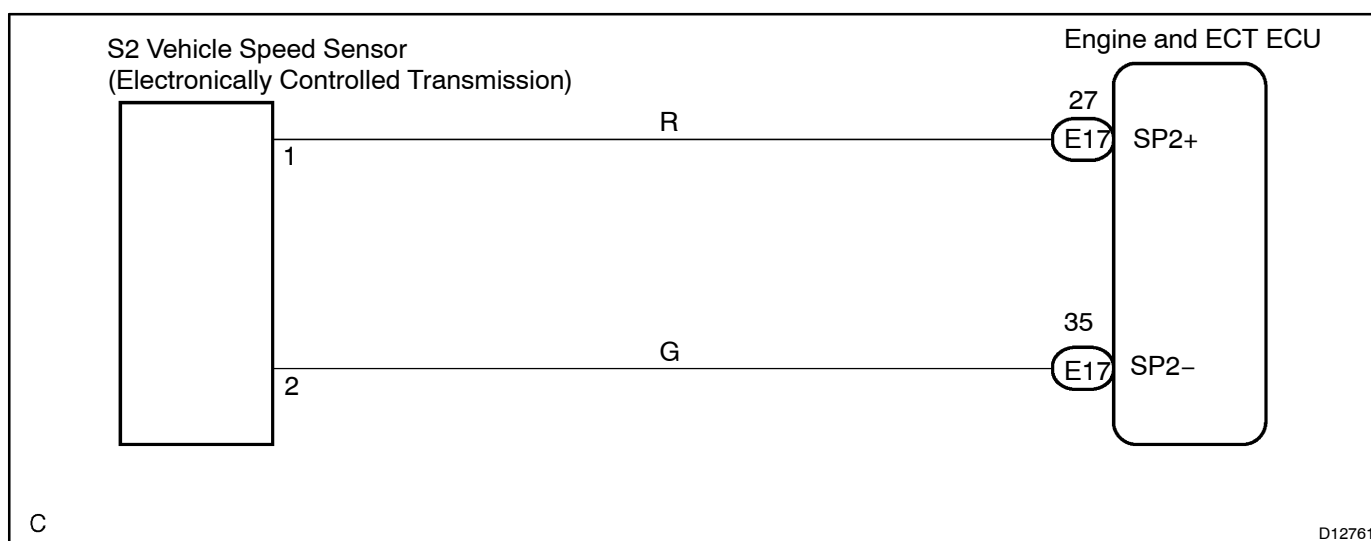 S2 Vehicle Speed Sensor
(Electronically Controlled Transmission)
Engine and ECT ECU
27
R
E17
SP2+
1
35
G
E17
SP2−
2
C
D12761